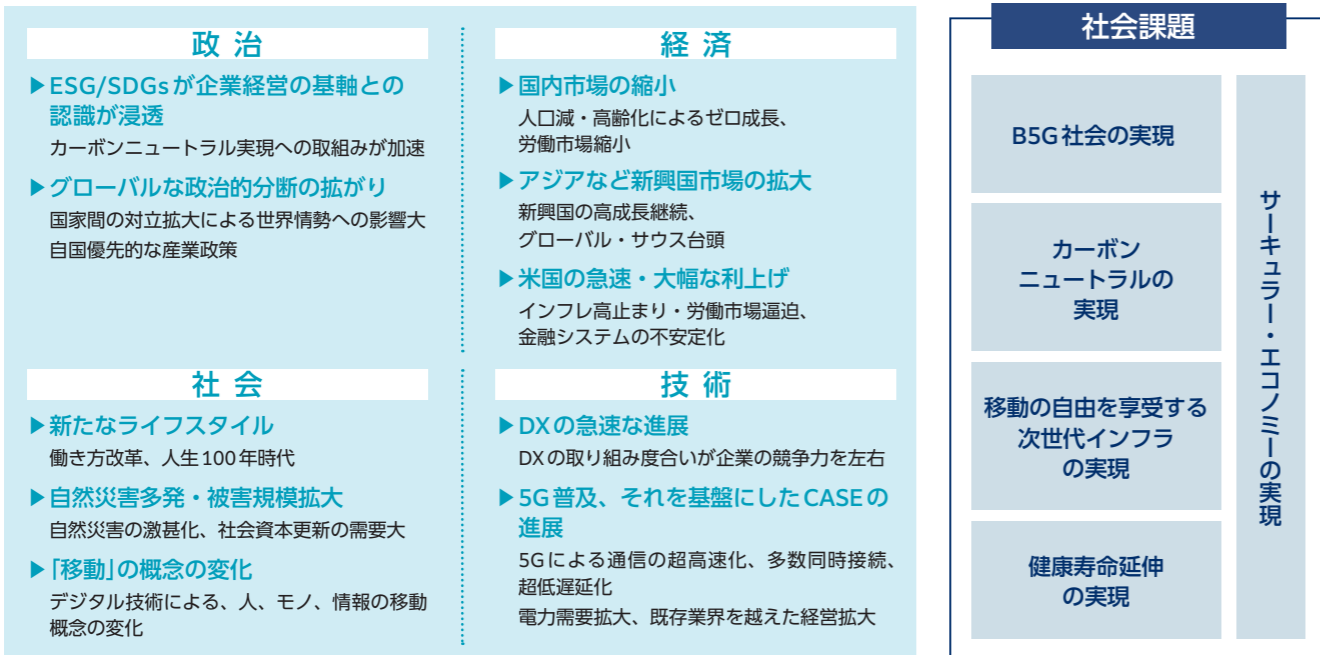 政治
▶ESG/SDGsが企業経営の基軸との
認識が浸透
カーボンニュートラル実現への取組みが加速
▶グローバルな政治的分断の拡がり
国家間の対立拡大による世界情勢への影響大
自国優先的な産業政策
経済
▶国内市場の縮小
人口減・高齢化によるゼロ成長、
労働市場縮小
▶アジアなど新興国市場の拡大
新興国の高成長継続、
グローバル・サウス台頭
▶米国の急速・大幅な利上げ
インフレ高止まり・労働市場逼迫、
金融システムの不安定化
社会
▶新たなライフスタイル
働き方改革、人生100年時代
▶自然災害多発・被害規模拡大
自然災害の激甚化、社会資本更新の需要大
▶「移動」の概念の変化
デジタル技術による、人、モノ、情報の移動
概念の変化
技術
▶DXの急速な進展
DXの取り組み度合いが企業の競争力を左右
▶5G普及、それを基盤にしたCASEの
進展
5Gによる通信の超高速化、多数同時接続、
超低遅延化
電力需要拡大、既存業界を越えた経営拡大
社会課題
B5G社会の実現
カーボン
ニュートラルの
実現
移動の自由を享受する
次世代インフラ
の実現
健康寿命延伸
の実現
サーキュラー・エコノミーの実現